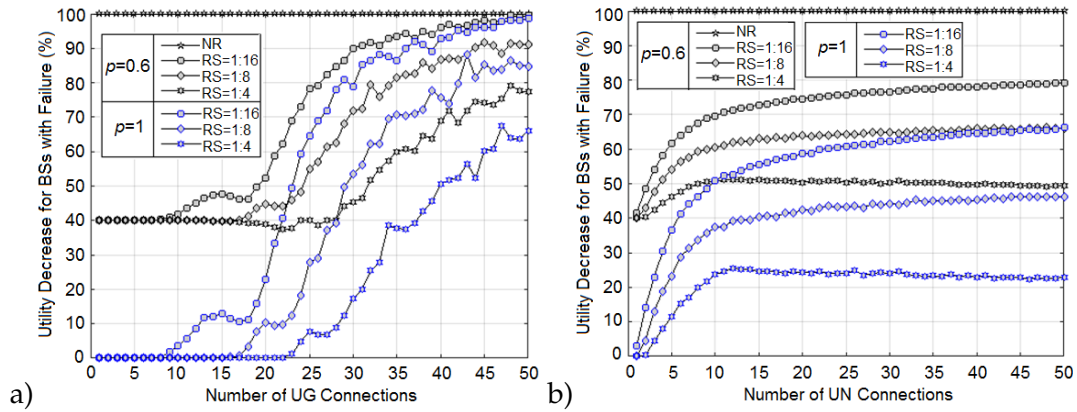 a)
Utility Decrease for BSs with Failure (%)
100
90
80
70
60
50
40
30
20
10
0
p=0.6
NR
RS=1:16
RS=1:8
RS=1:4
p=1
RS=1:16
RS=1:8
RS=1:4
0 5 10 15 20 25 30 35 40 45 50
Number of UG Connections
b)
Utility Decrease for BSs with Failure (%)
100
90
80
70
60
50
40
30
20
10
0
p=0.6
NR
RS=1:16
RS=1:8
RS=1:4
p=1
RS=1:16
RS=1:8
RS=1:4
0 5 10 15 20 25 30 35 40 45 50
Number of UN Connections